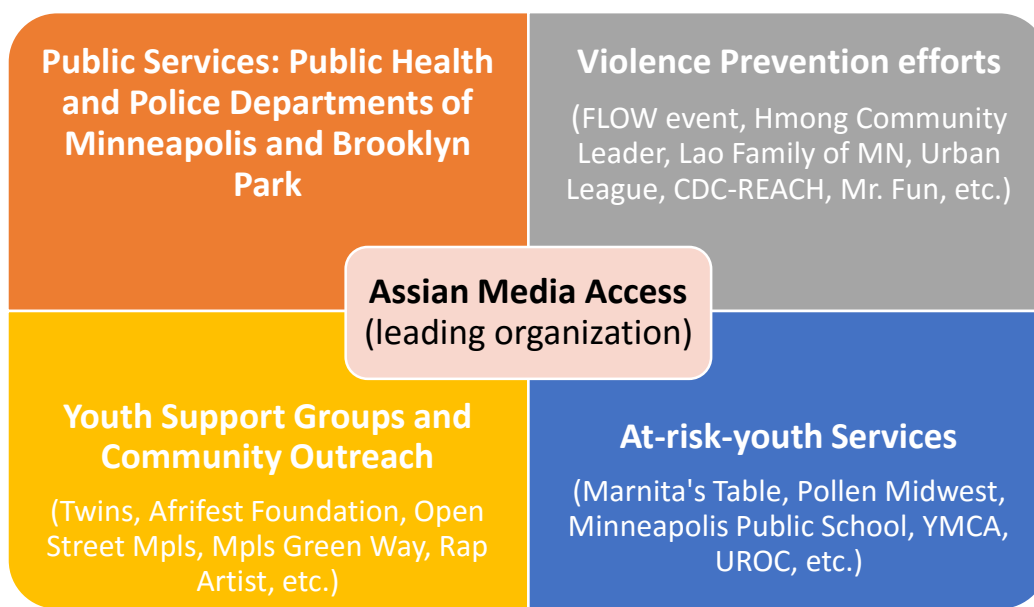 Public Services: Public Health
and Police Departments of
Minneapolis and Brooklyn
Park
Violence Prevention efforts
(FLOW event, Hmong Community
Leader, Lao Family of MN, Urban
League, CDC-REACH, Mr. Fun, etc.)
Assian Media Access
(leading organization)
Youth Support Groups and
Community Outreach
(Twins, Afrifest Foundation, Open
Street Mpls, Mpls Green Way, Rap
Artist, etc.)
At-risk-youth Services
(Marnita's Table, Pollen Midwest,
Minneapolis Public School, YMCA,
UROC, etc.)